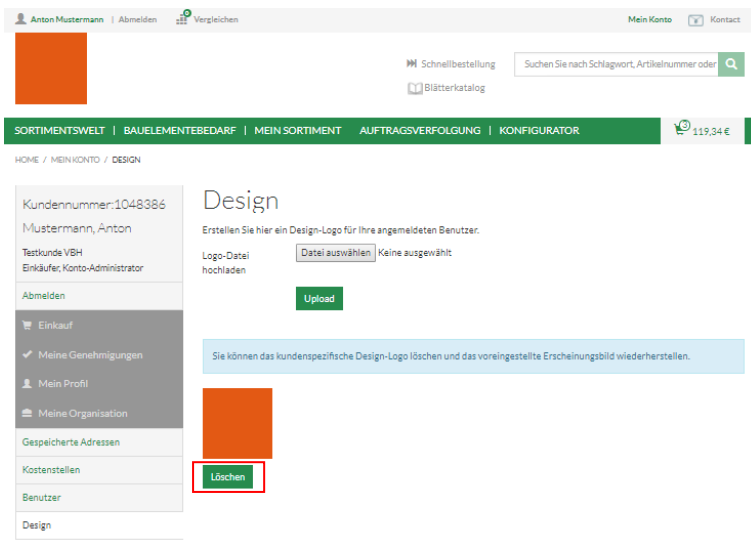 Anton Mustermann | Abmelden 0 Vergleichen Mein Konto Kontact
Schnellbestellung Suchen Sie nach Schlagwort, Artikelnummer oder
Blätterkatalog
SORTIMENTSWELT | BAUELEMENTEBEDARF | MEIN SORTIMENT AUFTRAGSVERFOLGUNG | KONFIGURATOR 3 119,34 €
HOME / MEIN KONTO / DESIGN
Kundennummer:1048386
Mustermann, Anton
Testkunde VBH
Einkäufer, Konto-Administrator
Abmelden
Einkauf
Meine Genehmigungen
Mein Profil
Meine Organisation
Gespeicherte Adressen
Kostenstellen
Benutzer
Design
Design
Erstellen Sie hier ein Design-Logo für Ihre angemeldeten Benutzer.
Logo-Datei
hochladen
Datei auswählen Keine ausgewählt
Upload
Sie können das kundenspezifische Design-Logo löschen und das voreingestellte Erscheinungsbild wiederherstellen.
Löschen